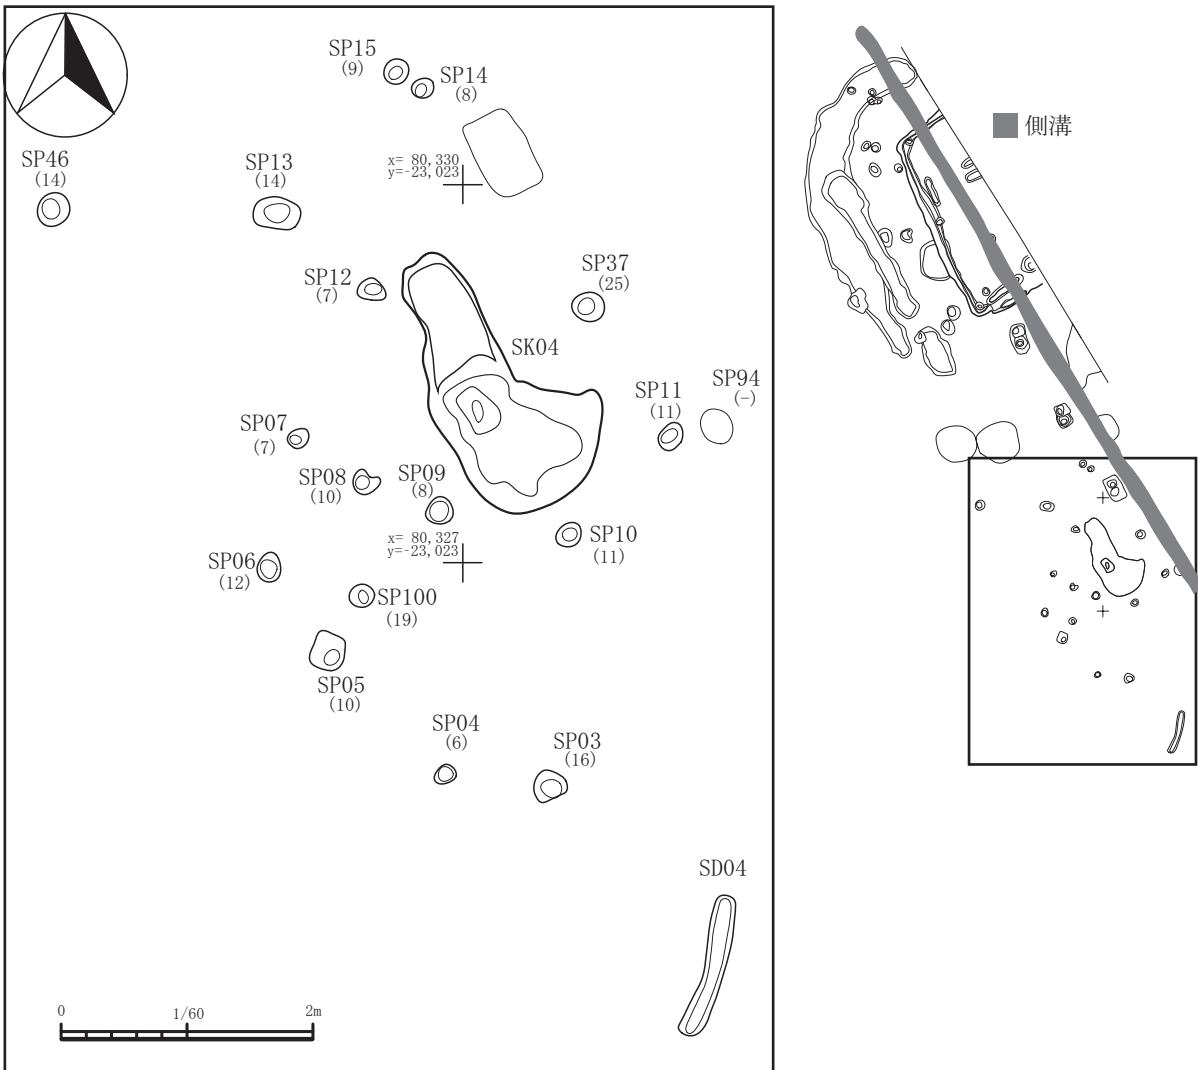 SP15
(9)
SP14
(8)
側溝
SP46
(14)
SP13
(14)
x= 80,330
y=-23,023
SP12
(7)
SP37
(25)
SK04
SP11
(11)
SP94
(-)
SP07
(7)
SP08
(10)
SP09
(8)
x= 80,327
y=-23,023
SP10
(11)
SP06
(12)
SP100
(19)
SP05
(10)
SP04
(6)
SP03
(16)
SD04
0 1/60 2m